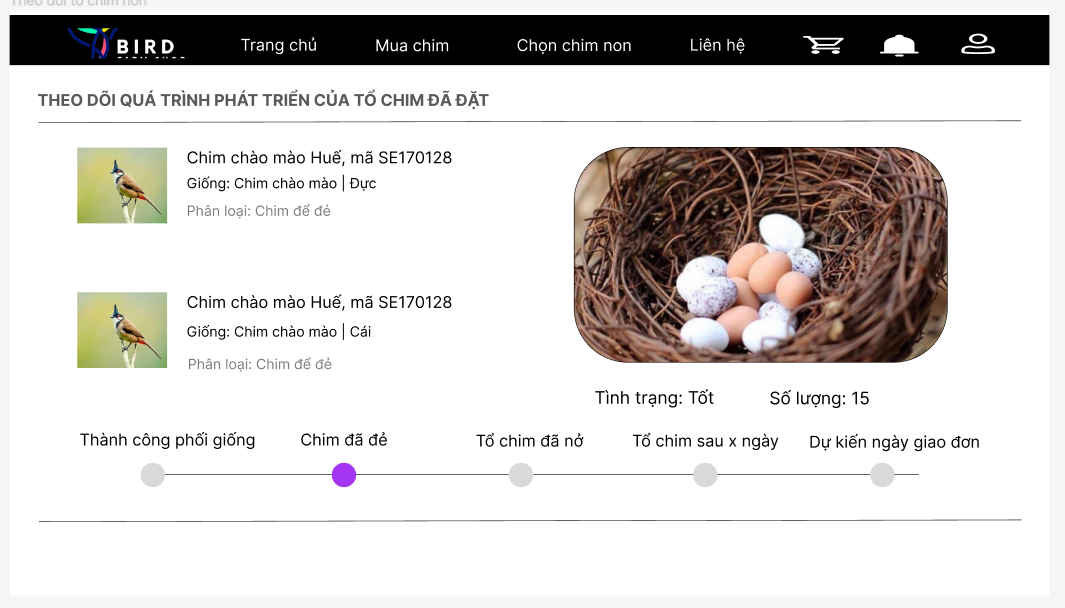 Theo dõi tổ chim non
BIRD
FARM SHOP
Trang chủ
Mua chim
Chọn chim non
Liên hệ
THEO DÕI QUÁ TRÌNH PHÁT TRIỂN CỦA TỔ CHIM ĐÃ ĐẶT
Chim chào mào Huế, mã SE170128
Giống: Chim chào mào | Đực
Phân loại: Chim để đẻ
Chim chào mào Huế, mã SE170128
Giống: Chim chào mào | Cái
Phân loại: Chim để đẻ
Tình trạng: Tốt
Số lượng: 15
Thành công phối giống
Chim đã đẻ
Tổ chim đã nở
Tổ chim sau x ngày
Dự kiến ngày giao đơn